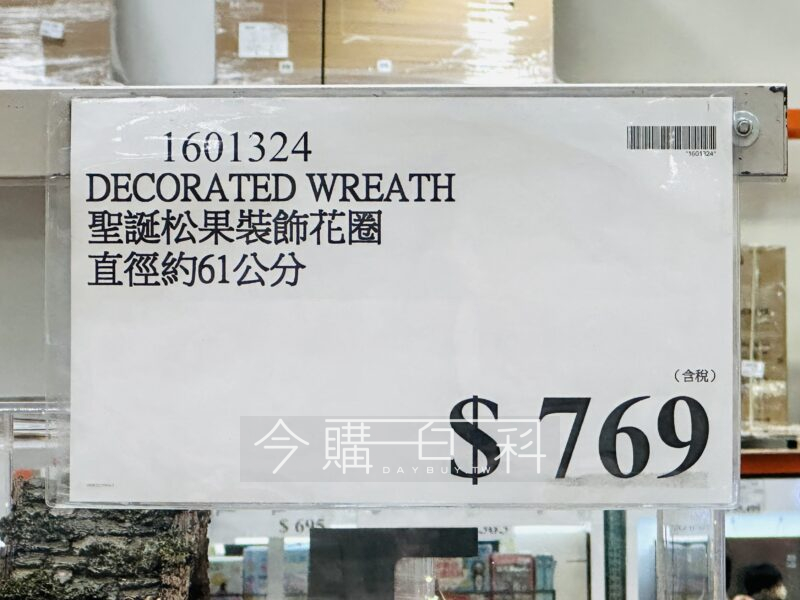 1601324
*1601324*
DECORATED WREATH
聖誕松果裝飾花圈
直徑約61公分
(含稅)
$ 769
今購百科
DAYBUY.TW
$ 695